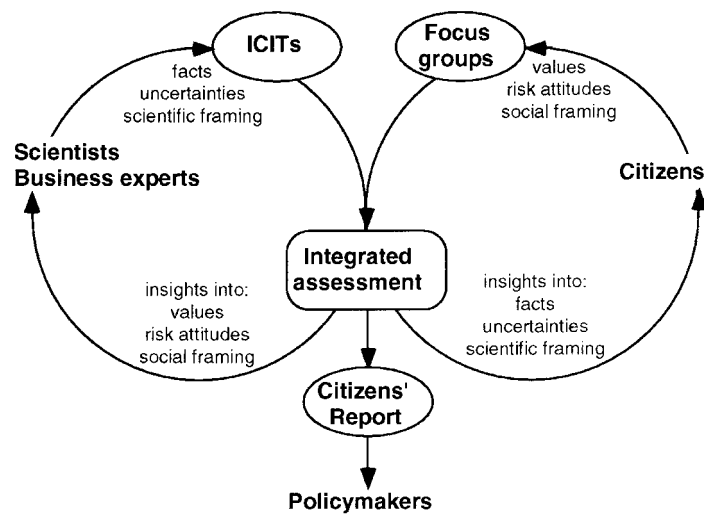 ICITs
Focus
groups
facts
uncertainties
scientific framing
values
risk attitudes
social framing
Scientists
Business experts
Citizens
Integrated
assessment
insights into:
values
risk attitudes
social framing
insights into:
facts
uncertainties
scientific framing
Citizens'
Report
Policymakers